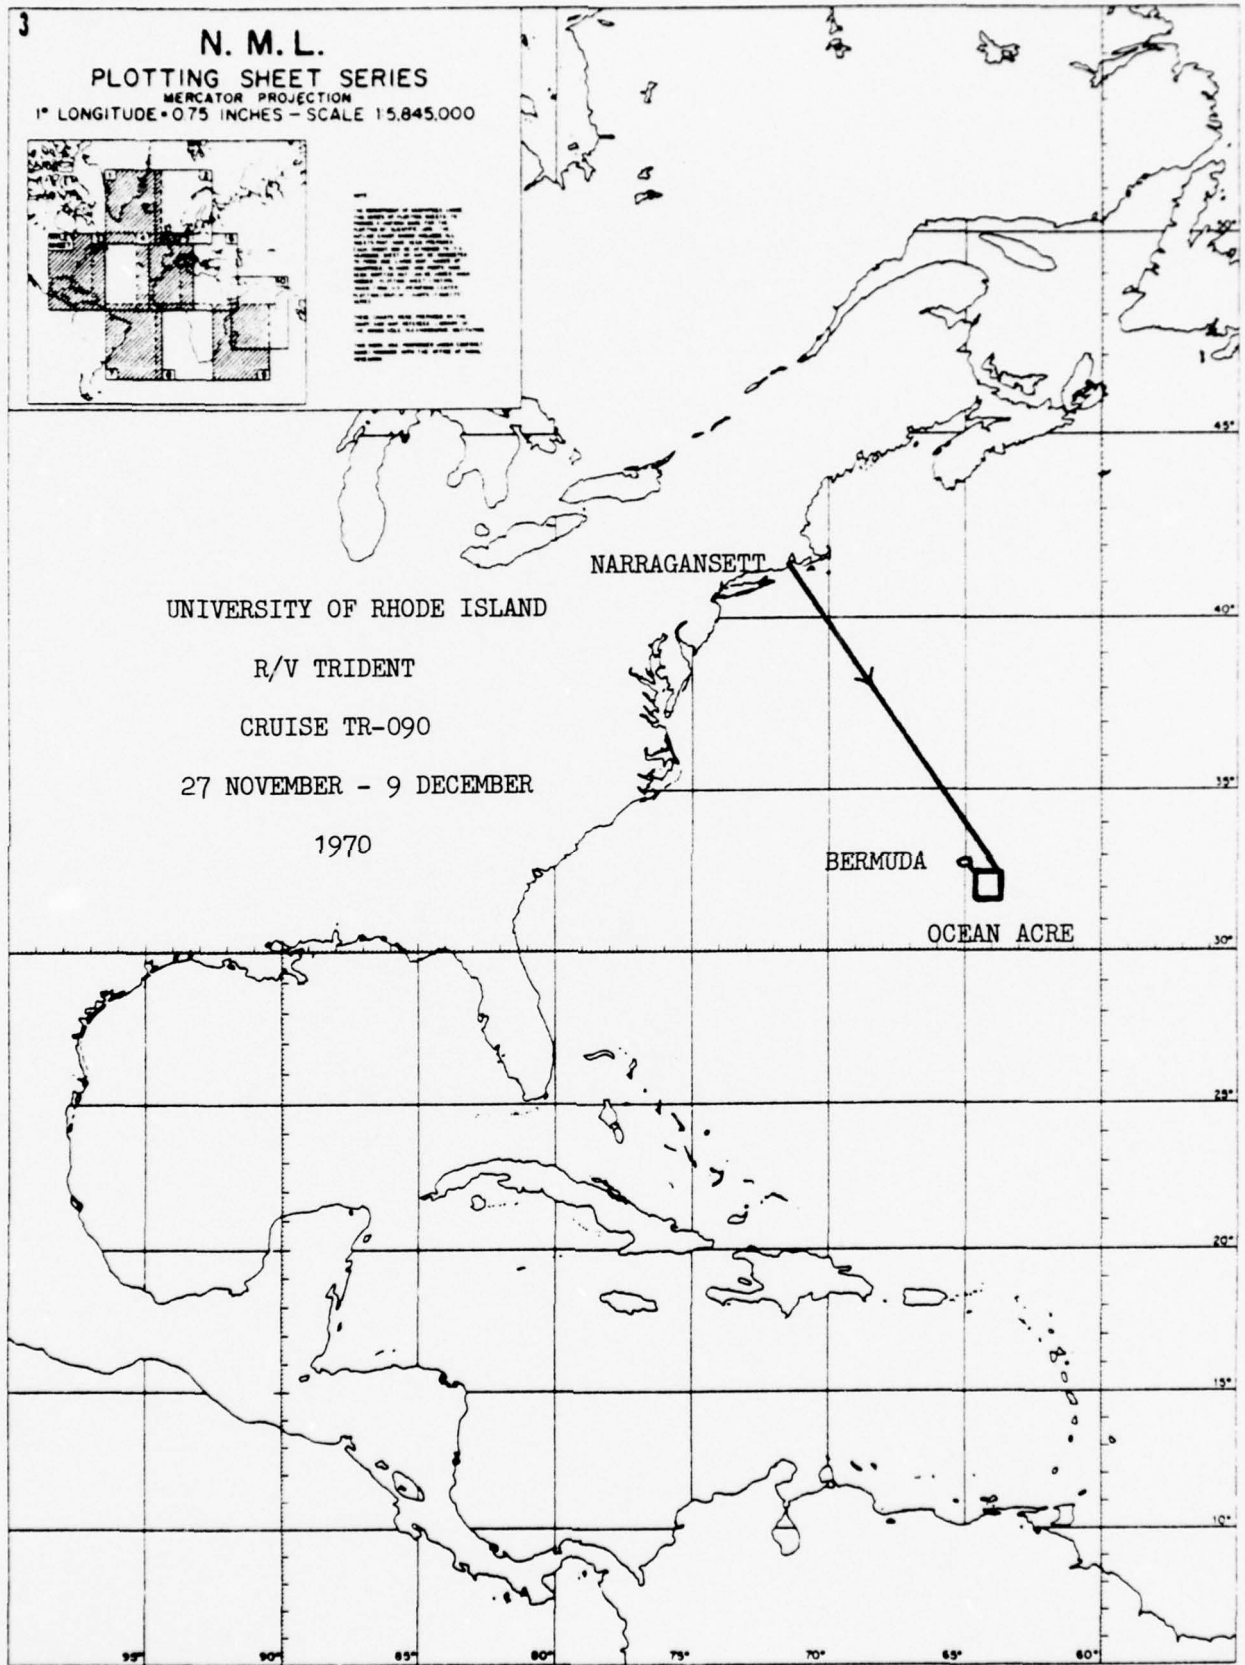 3
N. M. L.
PLOTTING SHEET SERIES
MERCATOR PROJECTION
1° LONGITUDE = 0.75 INCHES - SCALE 1:5,845,000
50°
45°
NARRAGANSETT
UNIVERSITY OF RHODE ISLAND
40°
R/V TRIDENT
CRUISE TR-090
27 NOVEMBER - 9 DECEMBER
35°
1970
BERMUDA
OCEAN ACRE
30°
25°
20°
15°
10°
95° 90° 85° 80° 75° 70° 65° 60°